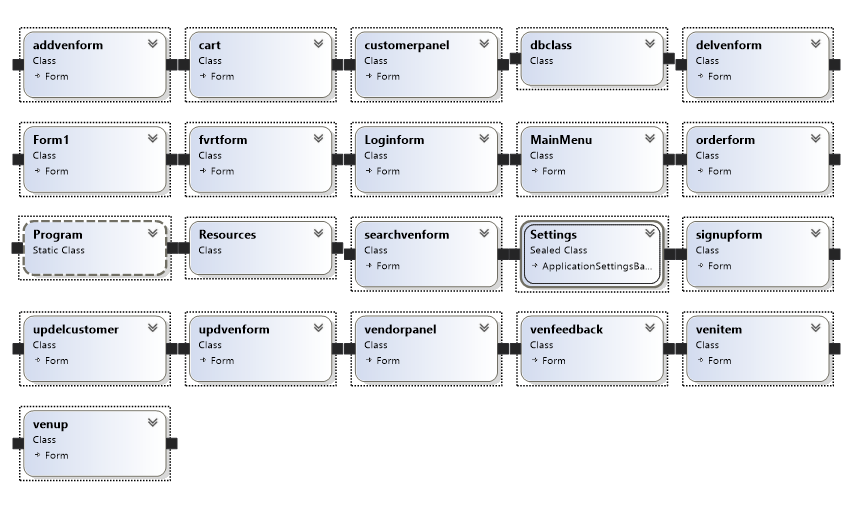 addvenform
Class
Form
cart
Class
Form
customerpanel
Class
Form
dbclass
Class
delvenform
Class
Form
Form1
Class
Form
fvrtform
Class
Form
Loginform
Class
Form
MainMenu
Class
Form
orderform
Class
Form
Program
Static Class
Resources
Class
searchvenform
Class
Form
Settings
Sealed Class
ApplicationSettingsBa...
signupform
Class
Form
updelcustomer
Class
Form
updvenform
Class
Form
vendorpanel
Class
Form
venfeedback
Class
Form
venitem
Class
Form
venup
Class
Form